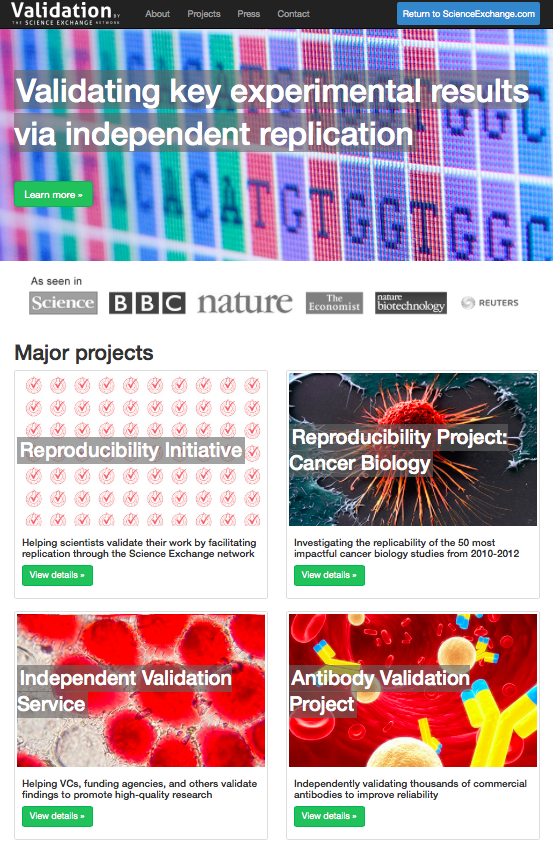 Validation BY
THE SCIENCE EXCHANGE NETWORK
About Projects Press Contact
Return to ScienceExchange.com
Validating key experimental results
via independent replication
Learn more »
As seen in
Science BBC nature The Economist nature biotechnology REUTERS
Major projects
Reproducibility Initiative
Helping scientists validate their work by facilitating
replication through the Science Exchange network
View details »
Reproducibility Project:
Cancer Biology
Investigating the replicability of the 50 most
impactful cancer biology studies from 2010-2012
View details »
Independent Validation
Service
Helping VCs, funding agencies, and others validate
findings to promote high-quality research
View details »
Antibody Validation
Project
Independently validating thousands of commercial
antibodies to improve reliability
View details »